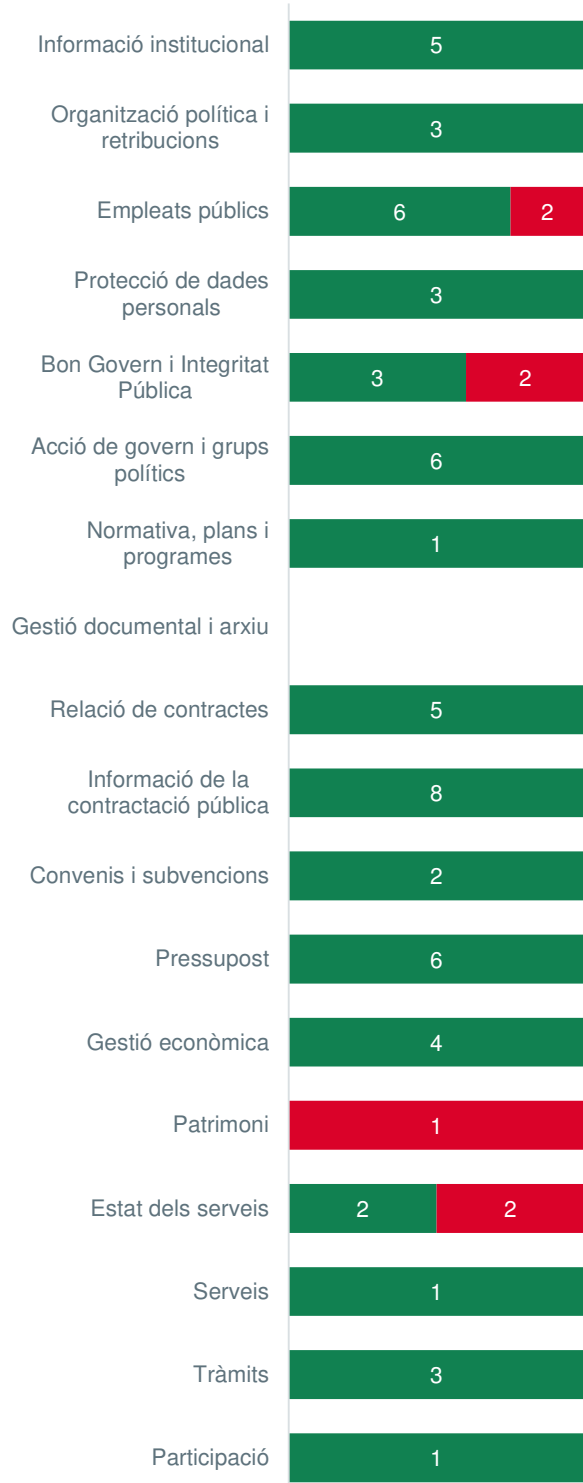 Informació institucional
5
Organització política i
retribucions
3
Empleats públics
6
2
Protecció de dades
personals
3
Bon Govern i Integritat
Pública
3
2
Acció de govern i grups
polítics
6
Normativa, plans i
programes
1
Gestió documental i arxiu
Relació de contractes
5
Informació de la
contractació pública
8
Convenis i subvencions
2
Pressupost
6
Gestió econòmica
4
Patrimoni
1
Estat dels serveis
2
2
Serveis
1
Tràmits
3
Participació
1